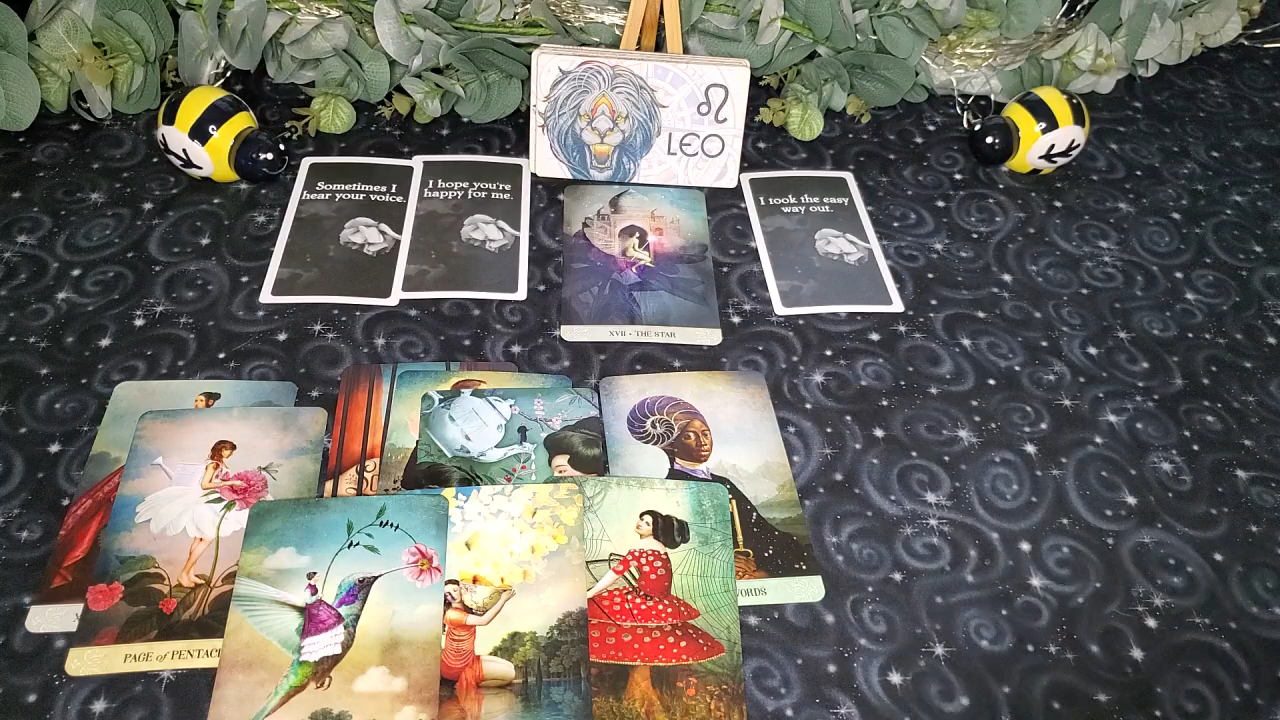 ♌
LEO
Sometimes I
hear your voice.
I hope you're
happy for me.
I took the easy
way out.
XVII • THE STAR
PAGE of PENTAC
WORDS